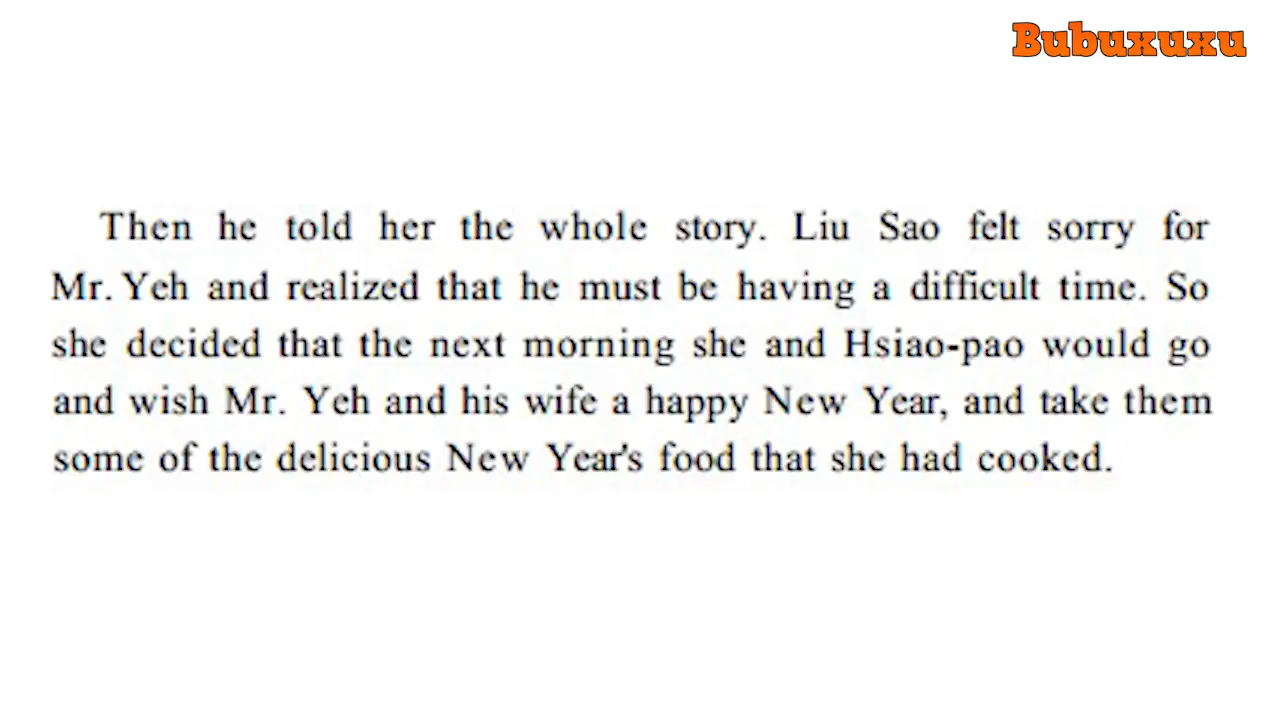 Bubuxuxu
Then he told her the whole story. Liu Sao felt sorry for
Mr. Yeh and realized that he must be having a difficult time. So
she decided that the next morning she and Hsiao-pao would go
and wish Mr. Yeh and his wife a happy New Year, and take them
some of the delicious New Year's food that she had cooked.